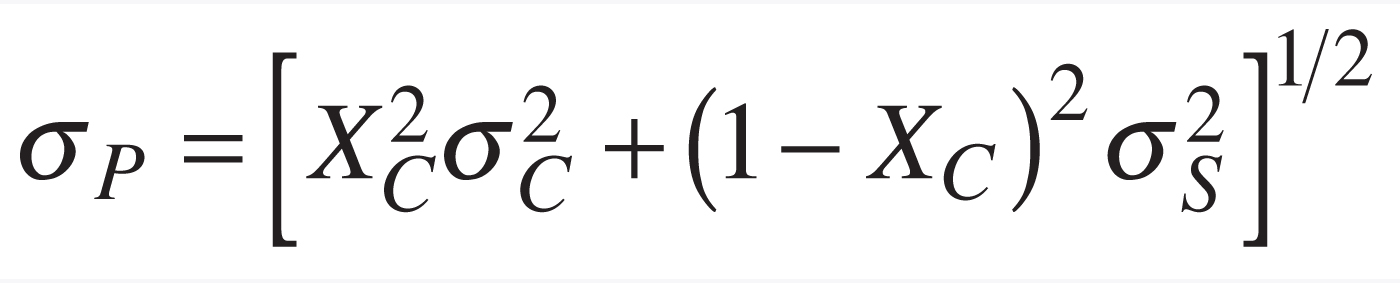 σ_P = [X_C^2 σ_C^2 + (1 − X_C)^2 σ_S^2]^{1/2}